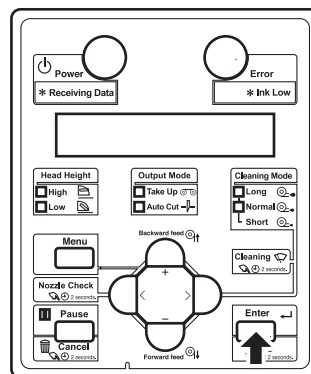 Power
Error
* Receiving Data
* Ink Low
Head Height
Output Mode
Cleaning Mode
High
Take Up
Long
Low
Auto Cut
Normal
Short
Menu
Backward feed
Cleaning
2 seconds.
+
Nozzle Check
2 seconds.
< >
Pause
Enter
−
Cancel
2 seconds.
Forward feed